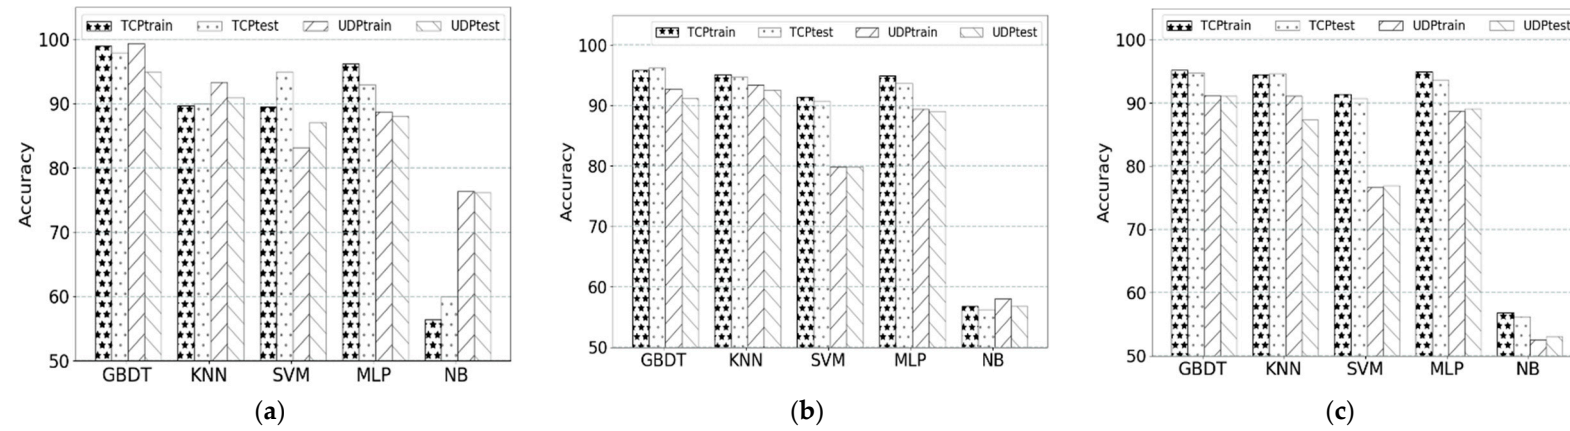 TCPtrain TCPtest UDPtrain UDPtest
100
90
80
70
60
50
Accuracy
GBDT KNN SVM MLP NB
(a)
TCPtrain TCPtest UDPtrain UDPtest
100
90
80
70
60
50
Accuracy
GBDT KNN SVM MLP NB
(b)
TCPtrain TCPtest UDPtrain UDPtest
100
90
80
70
60
50
Accuracy
GBDT KNN SVM MLP NB
(c)